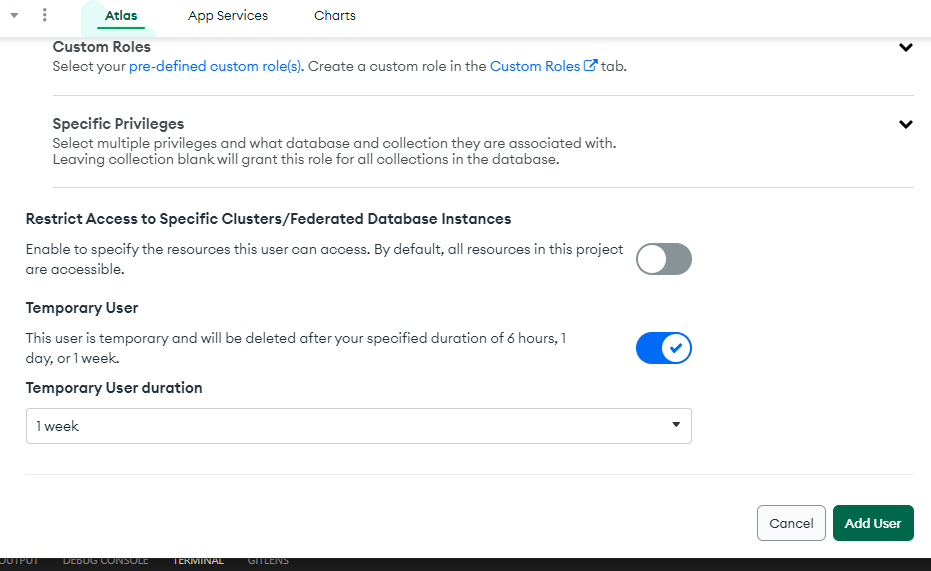 Atlas
App Services
Charts
Custom Roles
Select your pre-defined custom role(s). Create a custom role in the Custom Roles tab.
Specific Privileges
Select multiple privileges and what database and collection they are associated with.
Leaving collection blank will grant this role for all collections in the database.
Restrict Access to Specific Clusters/Federated Database Instances
Enable to specify the resources this user can access. By default, all resources in this project
are accessible.
Temporary User
This user is temporary and will be deleted after your specified duration of 6 hours, 1
day, or 1 week.
Temporary User duration
1 week
Cancel
Add User
OUTPUT
DEBUG CONSOLE
TERMINAL
GITLENS